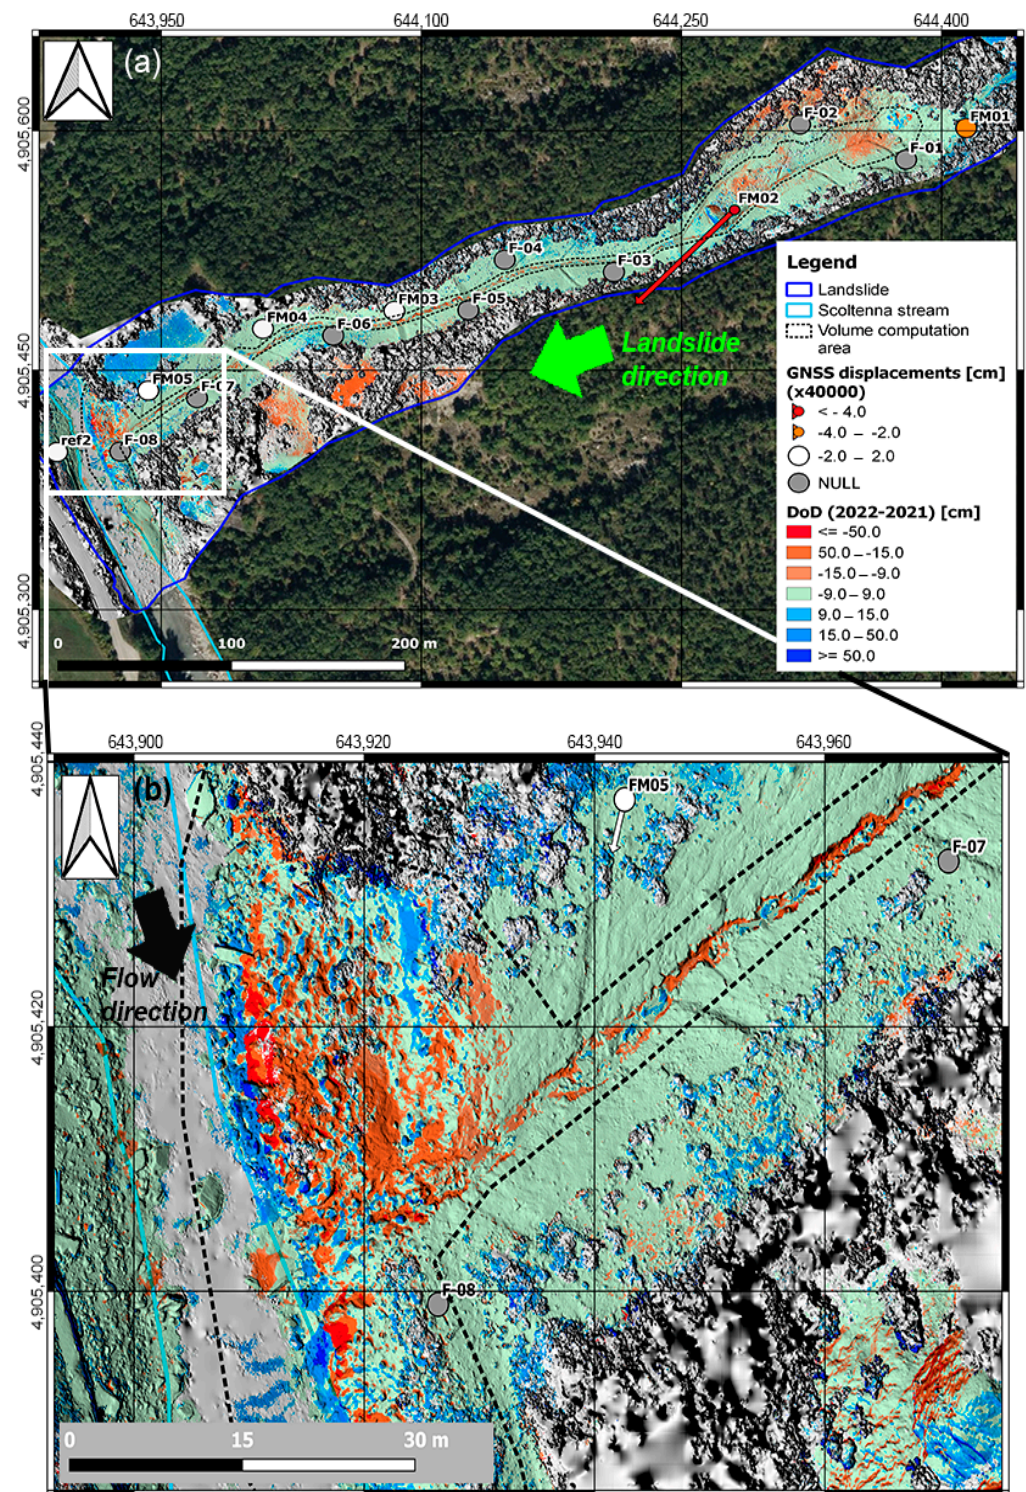 643,950 644,100 644,250 644,400
(a)
4,905,600
4,905,450
4,905,300
FM01
F-02
F-01
FM02
F-04
F-03
FM03
F-05
FM04
F-06
FM05
F-07
ref2
F-08
Landslide
direction
0 100 200 m
Legend
Landslide
Scoltenna stream
Volume computation
area
GNSS displacements [cm]
(x40000)
< - 4.0
-4.0 – -2.0
-2.0 – 2.0
NULL
DoD (2022-2021) [cm]
<= -50.0
50.0 – -15.0
-15.0 – -9.0
-9.0 – 9.0
9.0 – 15.0
15.0 – 50.0
>= 50.0
643,900 643,920 643,940 643,960
(b)
4,905,440
4,905,420
4,905,400
FM05
F-07
Flow
direction
F-08
0 15 30 m